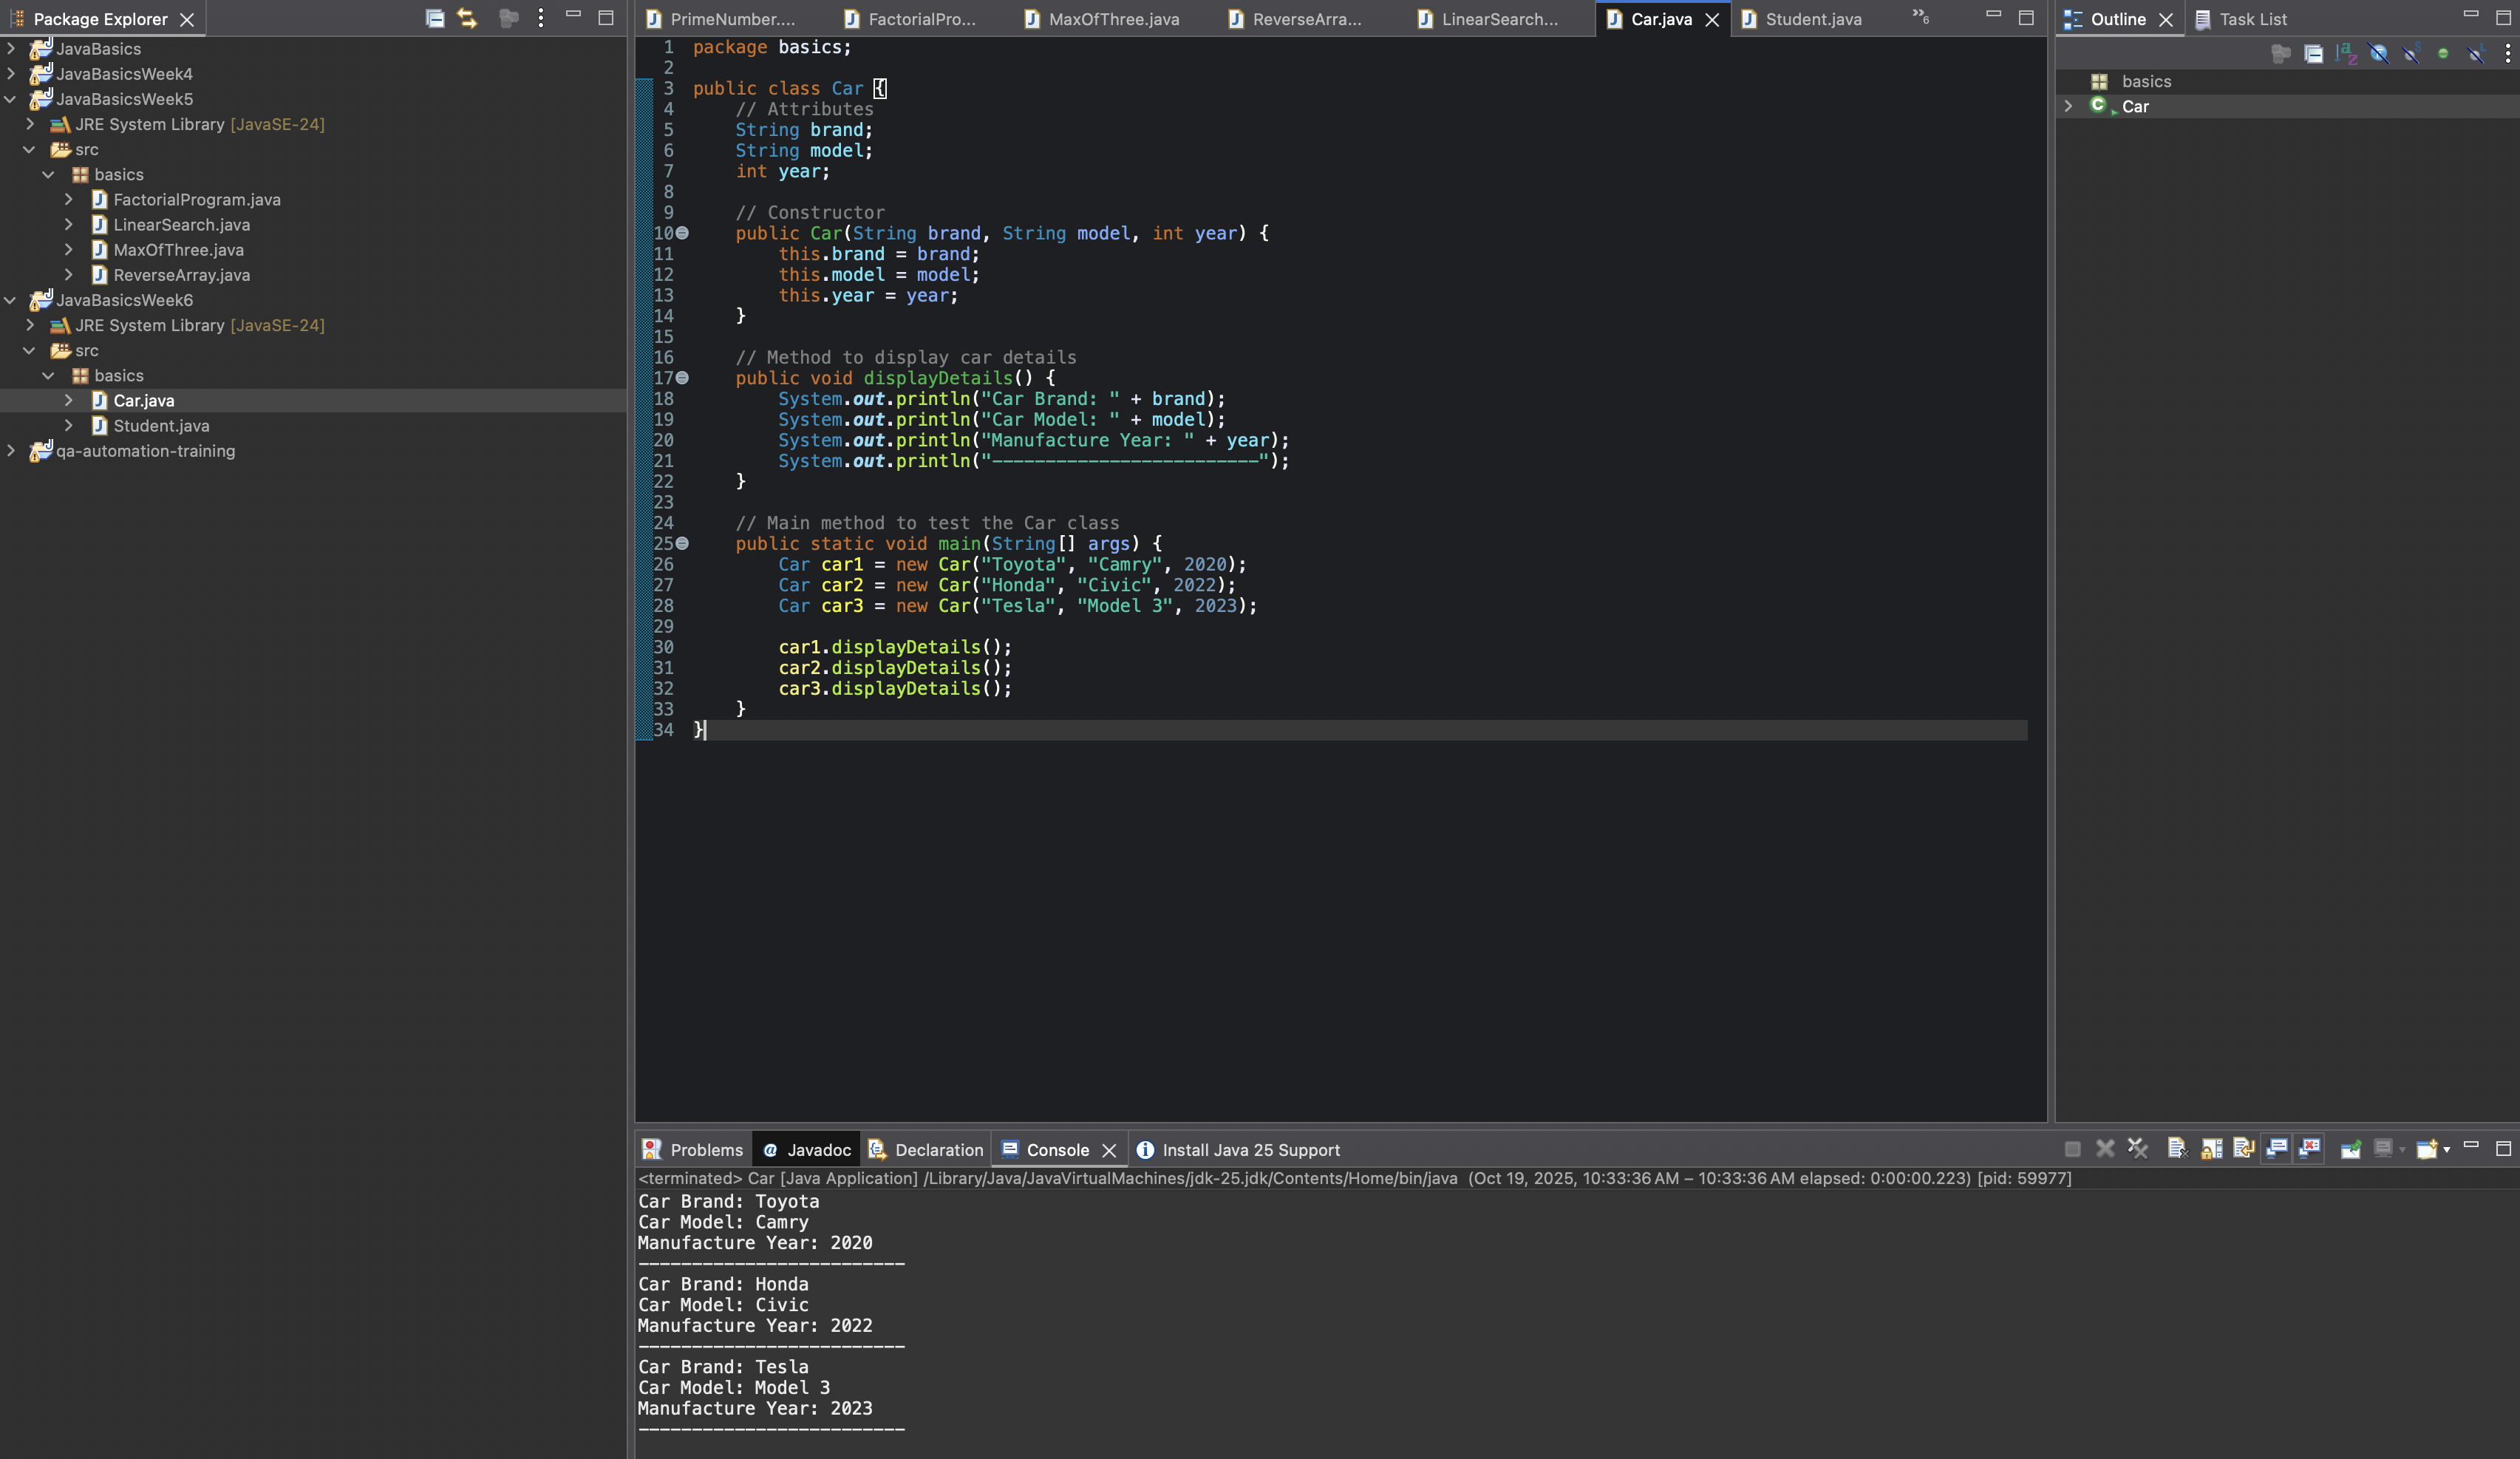 Package Explorer
JavaBasics
JavaBasicsWeek4
JavaBasicsWeek5
JRE System Library [JavaSE-24]
src
basics
FactorialProgram.java
LinearSearch.java
MaxOfThree.java
ReverseArray.java
JavaBasicsWeek6
JRE System Library [JavaSE-24]
src
basics
Car.java
Student.java
qa-automation-training
PrimeNumber.... FactorialPro... MaxOfThree.java ReverseArra... LinearSearch... Car.java Student.java »6
1 package basics;
2
3 public class Car {
4     // Attributes
5     String brand;
6     String model;
7     int year;
8
9     // Constructor
10     public Car(String brand, String model, int year) {
11         this.brand = brand;
12         this.model = model;
13         this.year = year;
14     }
15
16     // Method to display car details
17     public void displayDetails() {
18         System.out.println("Car Brand: " + brand);
19         System.out.println("Car Model: " + model);
20         System.out.println("Manufacture Year: " + year);
21         System.out.println("-------------------------");
22     }
23
24     // Main method to test the Car class
25     public static void main(String[] args) {
26         Car car1 = new Car("Toyota", "Camry", 2020);
27         Car car2 = new Car("Honda", "Civic", 2022);
28         Car car3 = new Car("Tesla", "Model 3", 2023);
29
30         car1.displayDetails();
31         car2.displayDetails();
32         car3.displayDetails();
33     }
34 }
Outline Task List
basics
Car
Problems @ Javadoc Declaration Console Install Java 25 Support
<terminated> Car [Java Application] /Library/Java/JavaVirtualMachines/jdk-25.jdk/Contents/Home/bin/java (Oct 19, 2025, 10:33:36 AM – 10:33:36 AM elapsed: 0:00:00.223) [pid: 59977]
Car Brand: Toyota
Car Model: Camry
Manufacture Year: 2020
-------------------------
Car Brand: Honda
Car Model: Civic
Manufacture Year: 2022
-------------------------
Car Brand: Tesla
Car Model: Model 3
Manufacture Year: 2023
-------------------------